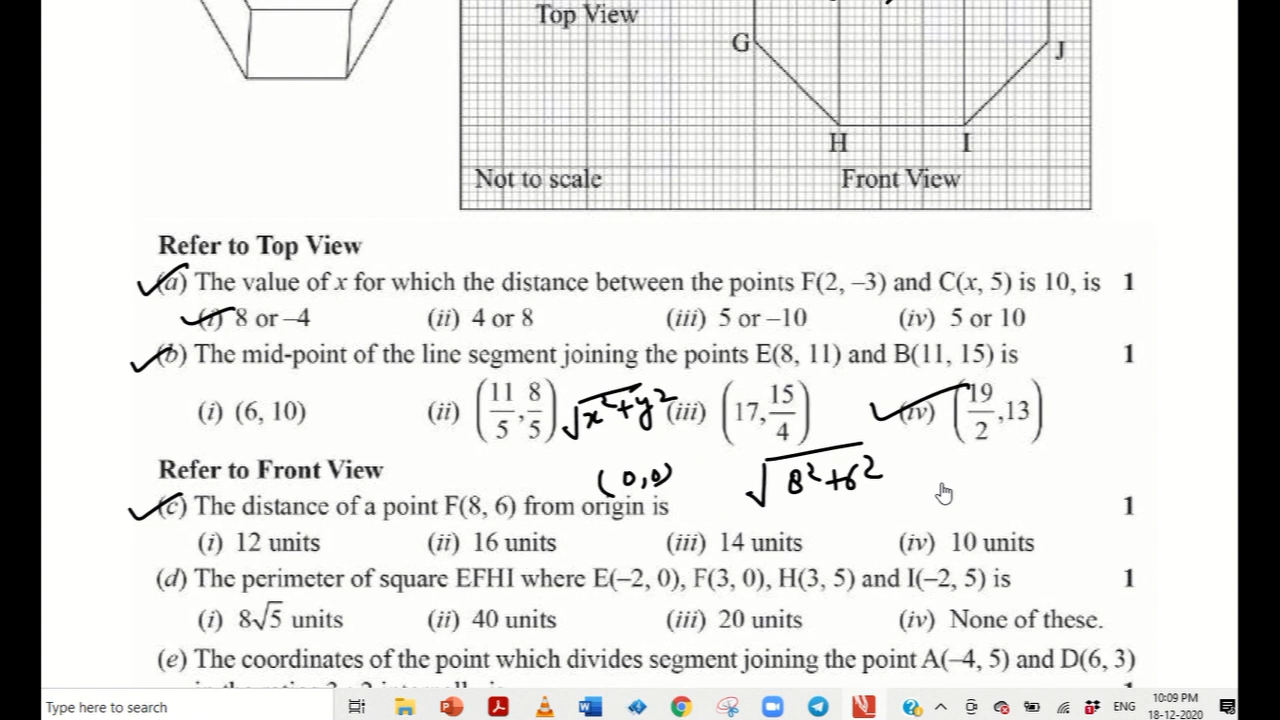 Top View
G
J
H
I
Not to scale
Front View
Refer to Top View
(a) The value of x for which the distance between the points F(2, –3) and C(x, 5) is 10, is 1
(i) 8 or –4 (ii) 4 or 8 (iii) 5 or –10 (iv) 5 or 10
(b) The mid-point of the line segment joining the points E(8, 11) and B(11, 15) is 1
(i) (6, 10) (ii) (11/5, 8/5) √x²+y² (iii) (17, 15/4) (iv) (19/2, 13)
Refer to Front View
(0,0) √8²+6²
(c) The distance of a point F(8, 6) from origin is 1
(i) 12 units (ii) 16 units (iii) 14 units (iv) 10 units
(d) The perimeter of square EFHI where E(–2, 0), F(3, 0), H(3, 5) and I(–2, 5) is 1
(i) 8√5 units (ii) 40 units (iii) 20 units (iv) None of these.
(e) The coordinates of the point which divides segment joining the point A(–4, 5) and D(6, 3)
Type here to search
ENG
10:09 PM
18-12-2020